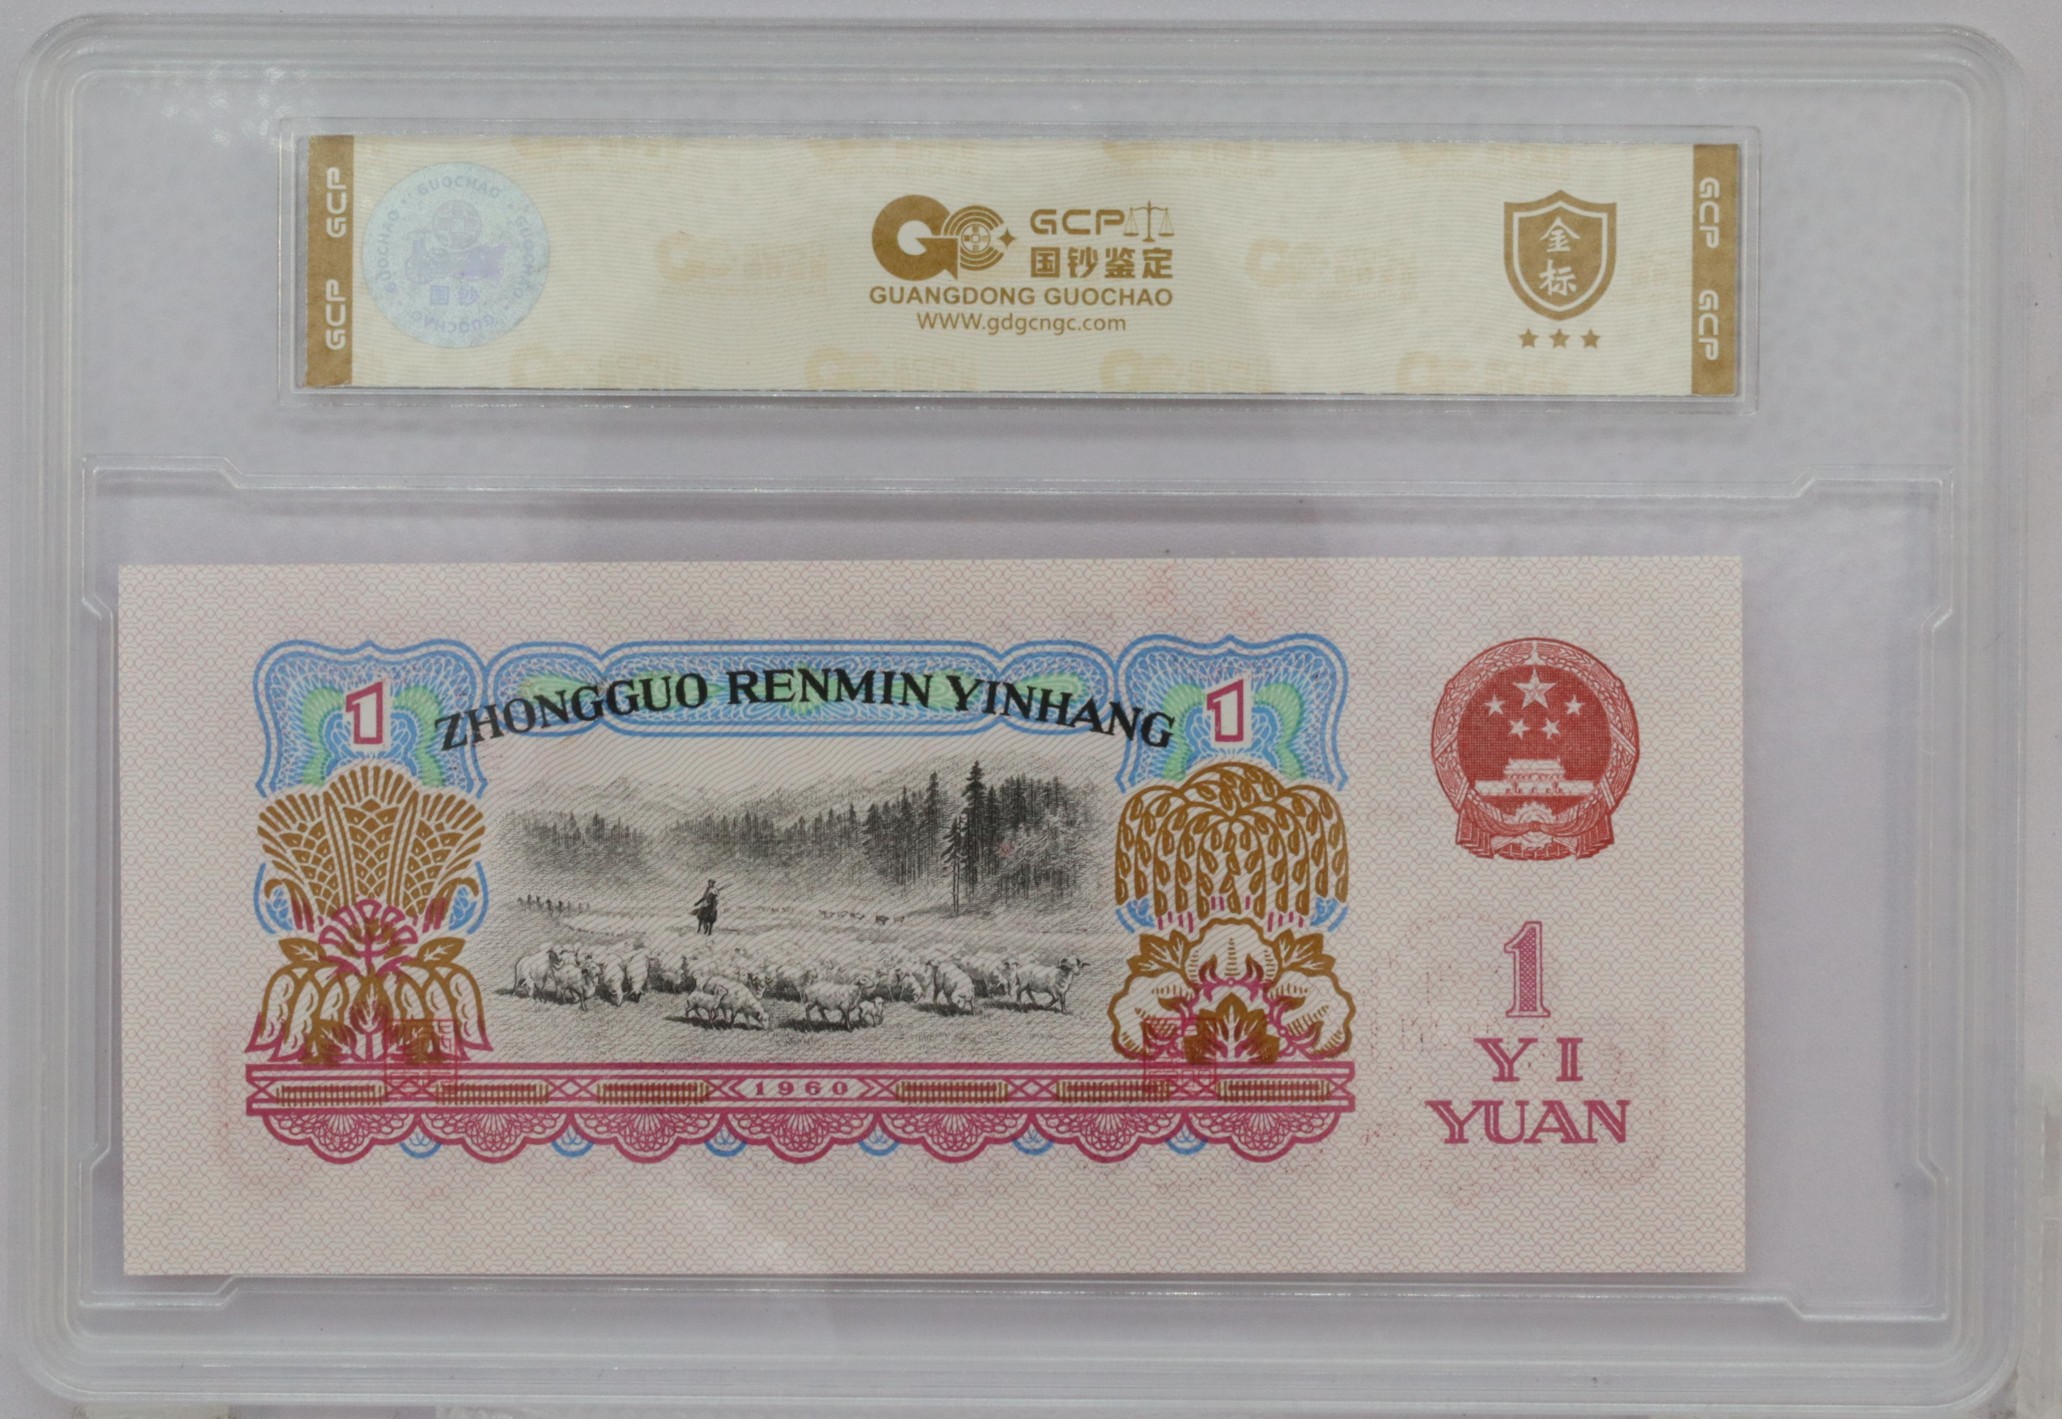 GCP
GCP
GUOCHAO
国钞
GCP
国钞鉴定
GUANGDONG GUOCHAO
www.gdgcngc.com
金
标
GCP
GCP
1
ZHONGGUO RENMIN YINHANG
1
1960
1
YI
YUAN